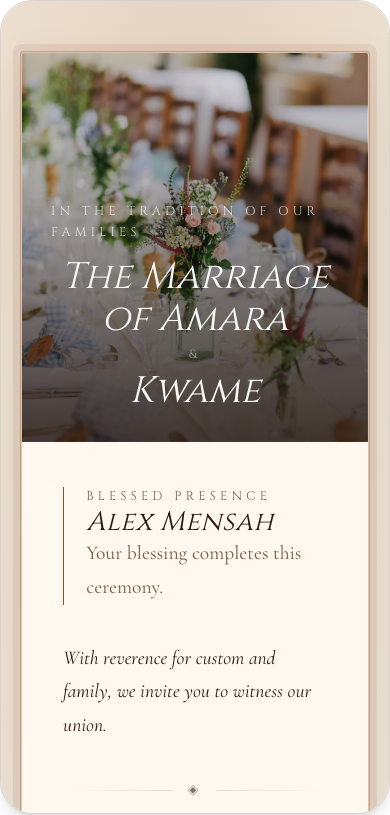 IN THE TRADITION OF OUR
FAMILIES
THE MARRIAGE
OF AMARA
&
KWAME
BLESSED PRESENCE
ALEX MENSAH
Your blessing completes this
ceremony.
With reverence for custom and
family, we invite you to witness our
union.